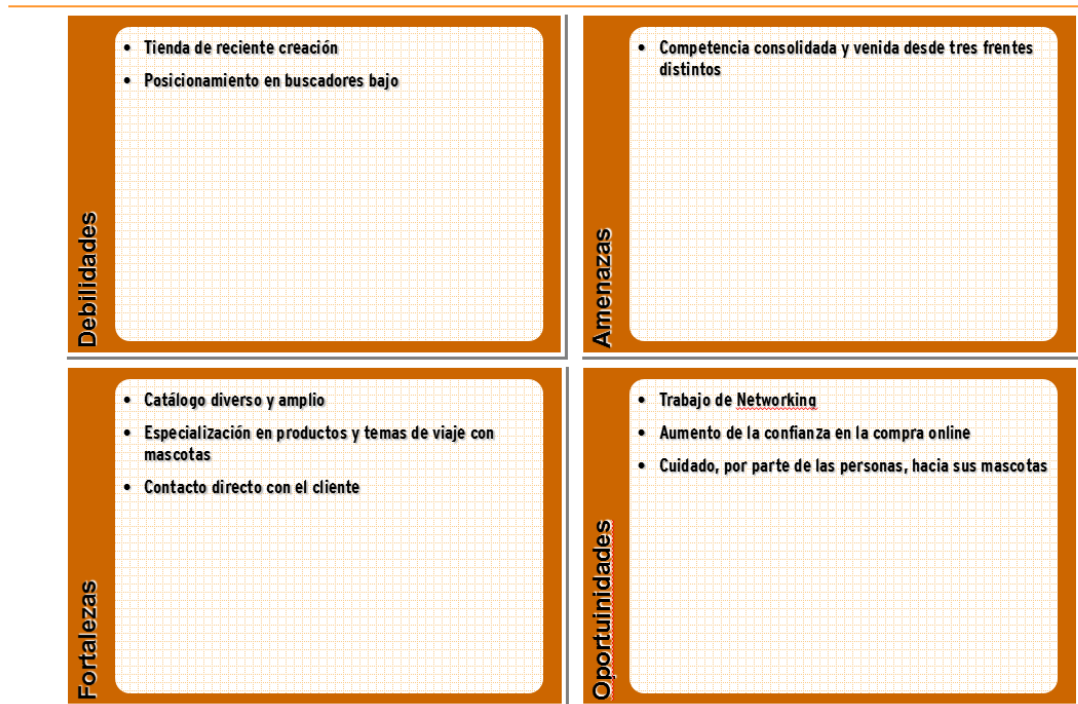 Debilidades
• Tienda de reciente creación
• Posicionamiento en buscadores bajo
Amenazas
• Competencia consolidada y venida desde tres frentes
distintos
Fortalezas
• Catálogo diverso y amplio
• Especialización en productos y temas de viaje con
mascotas
• Contacto directo con el cliente
Oportuinidades
• Trabajo de Networking
• Aumento de la confianza en la compra online
• Cuidado, por parte de las personas, hacia sus mascotas